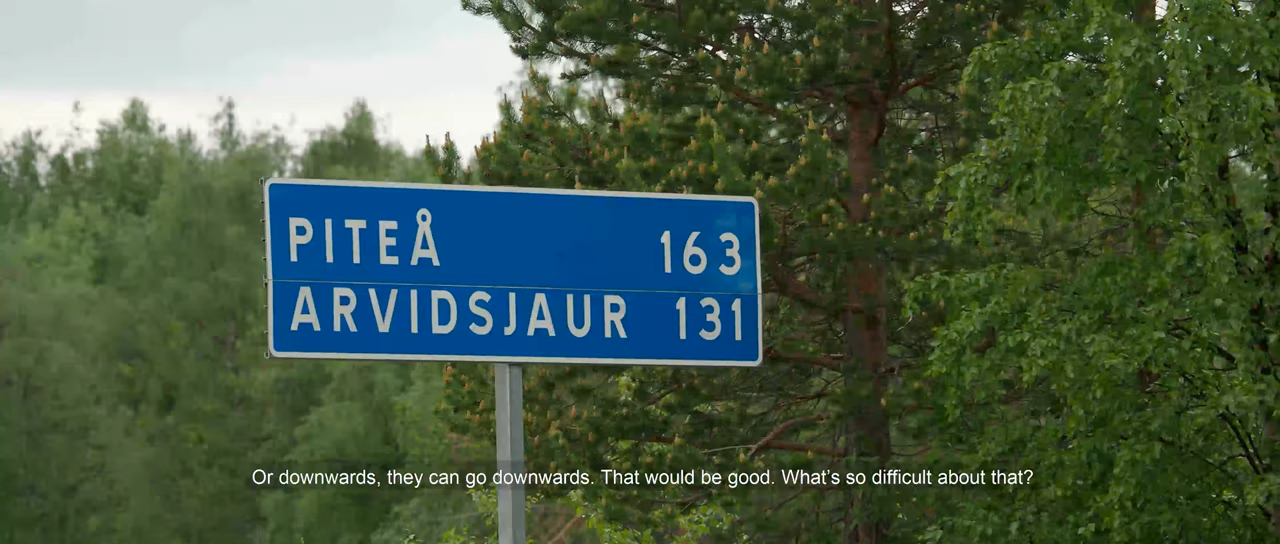 PITEÅ 163
ARVIDSJAUR 131
Or downwards, they can go downwards. That would be good. What's so difficult about that?